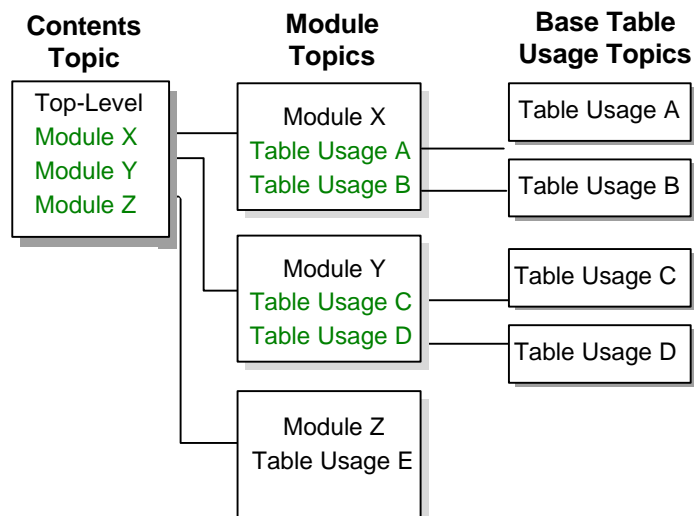 Contents
Topic
Module
Topics
Base Table
Usage Topics
Top-Level
Module X
Module Y
Module Z
Module X
Table Usage A
Table Usage B
Module Y
Table Usage C
Table Usage D
Module Z
Table Usage E
Table Usage A
Table Usage B
Table Usage C
Table Usage D